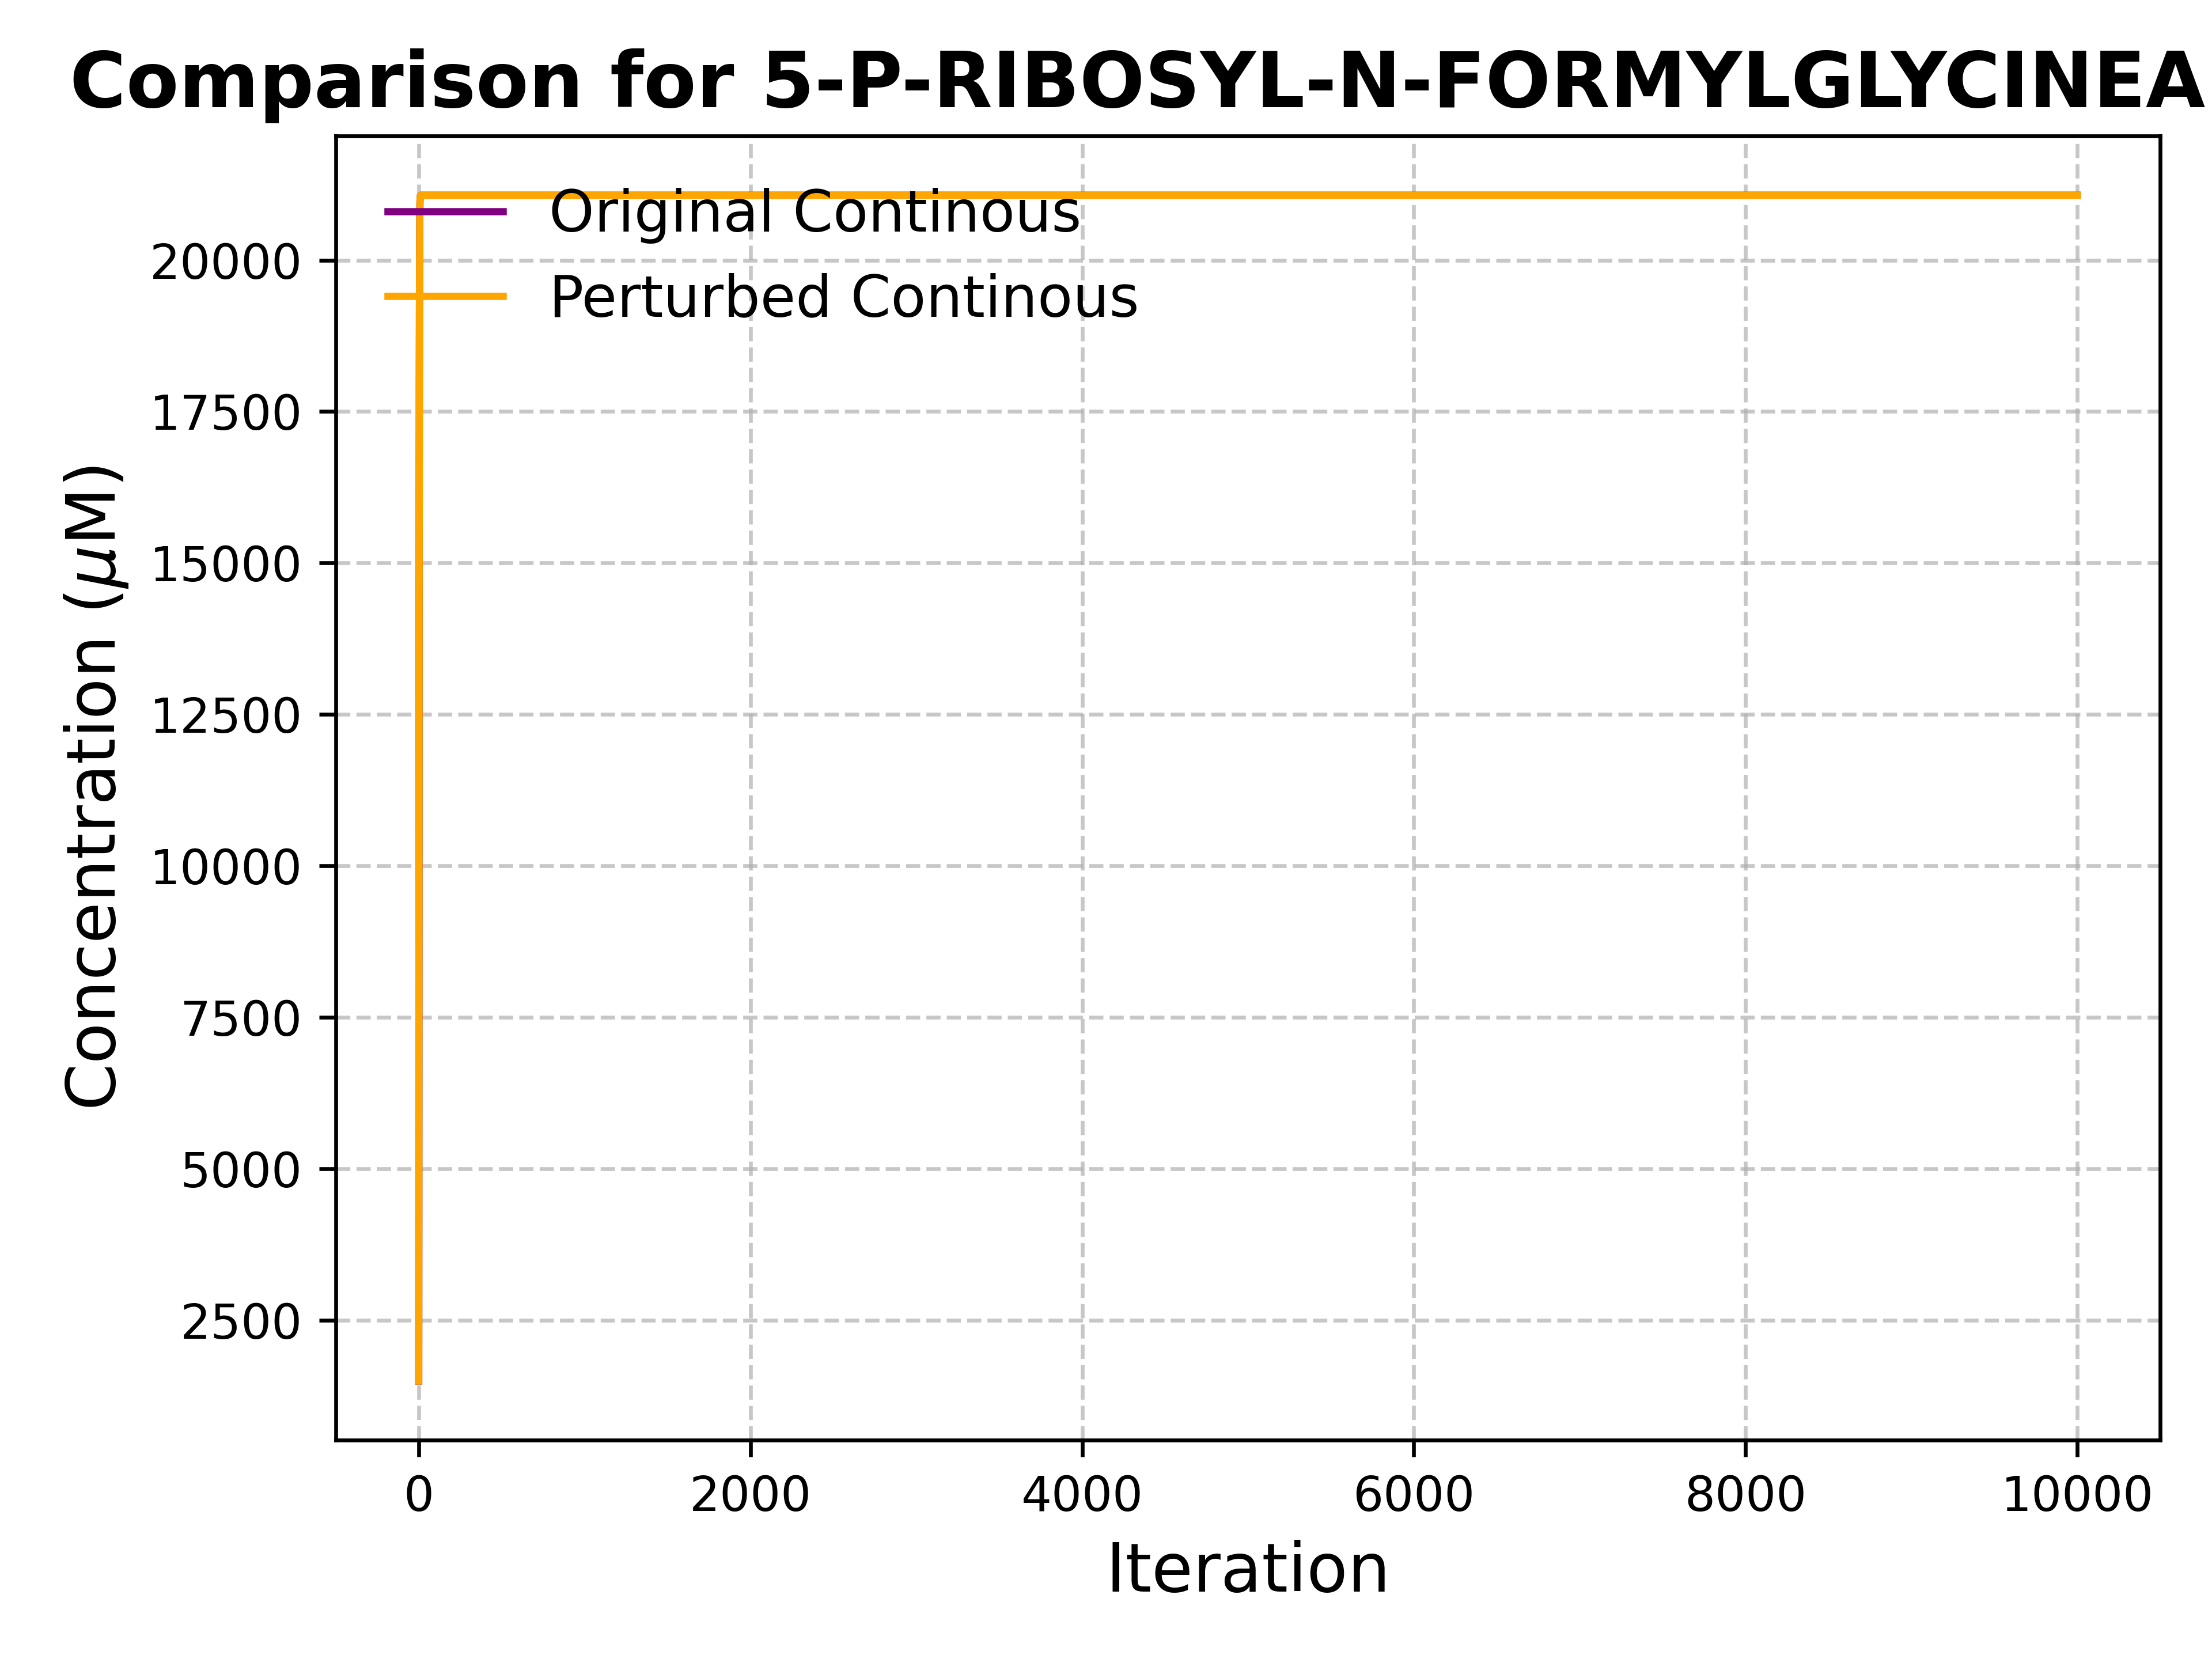 Comparison for 5-P-RIBOSYL-N-FORMYLGLYCINEA
Original Continous
Perturbed Continous
Concentration (μM)
20000
17500
15000
12500
10000
7500
5000
2500
0 2000 4000 6000 8000 10000
Iteration